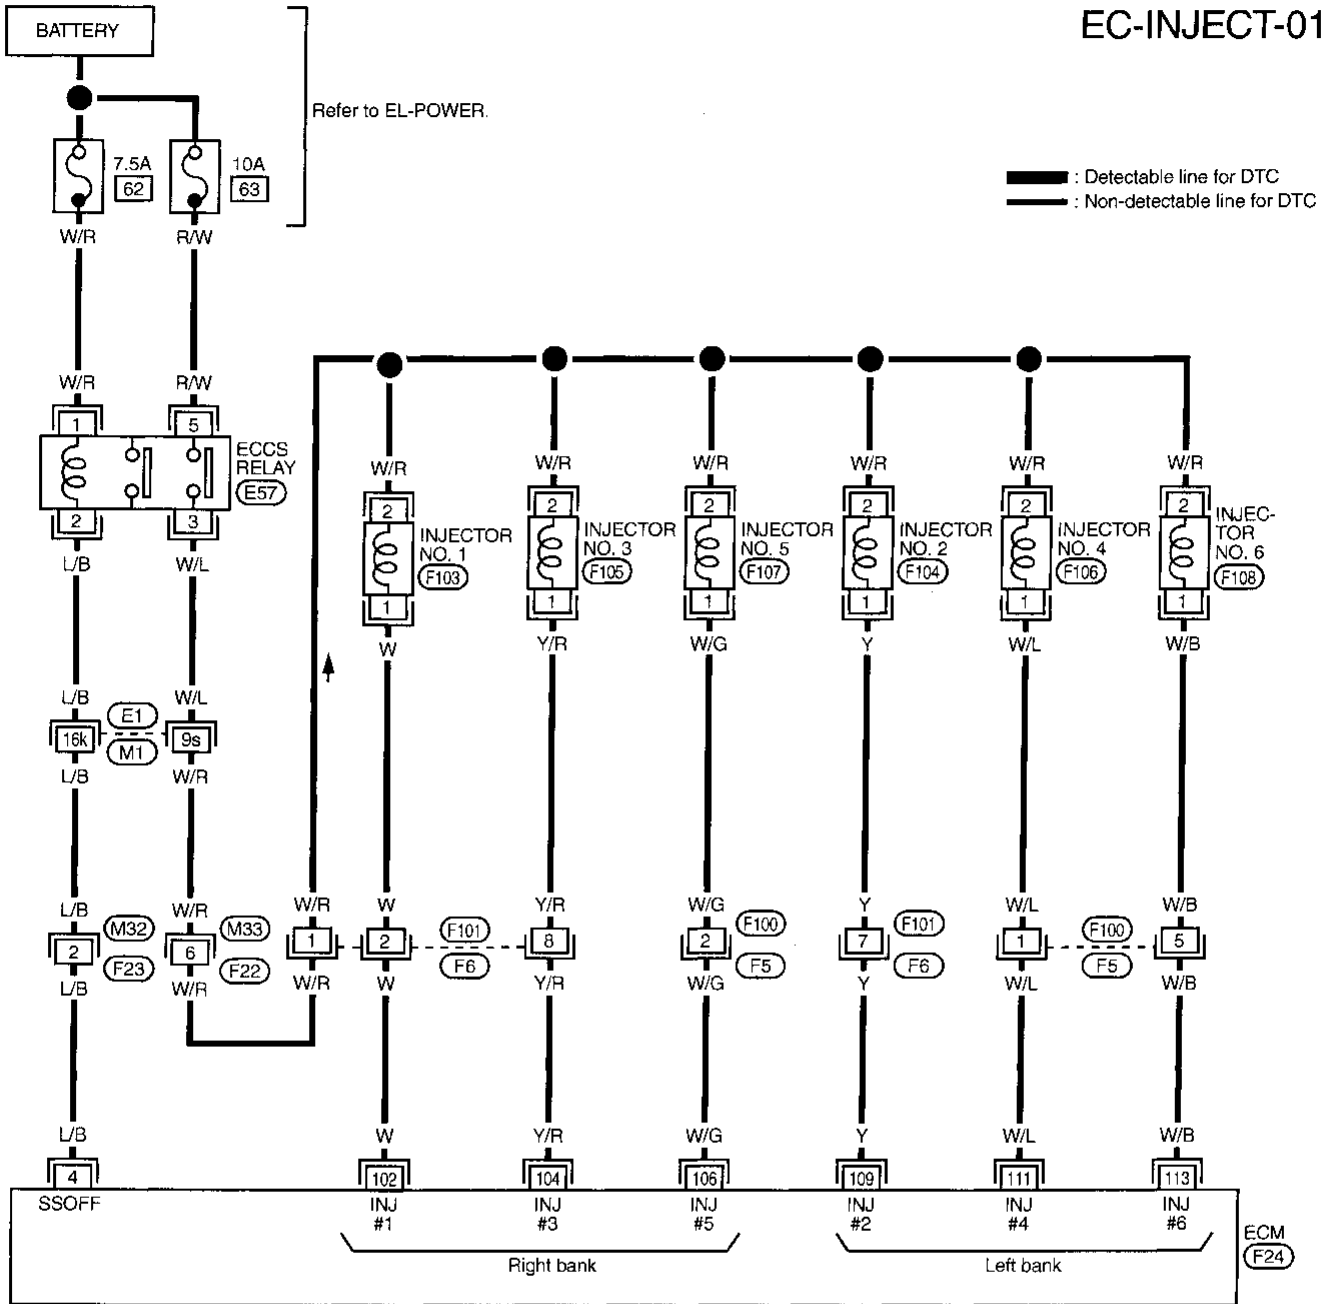 EC-INJECT-01
BATTERY
Refer to EL-POWER.
7.5A
62
10A
63
: Detectable line for DTC
: Non-detectable line for DTC
W/R R/W
W/R R/W
1 5
ECCS
RELAY
E57
2 3
L/B W/L
W/R W/R W/R W/R W/R W/R
2 2 2 2 2 2
INJECTOR
NO. 1
F103
INJECTOR
NO. 3
F105
INJECTOR
NO. 5
F107
INJECTOR
NO. 2
F104
INJECTOR
NO. 4
F106
INJEC-
TOR
NO. 6
F108
1 1 1 1 1 1
W Y/R W/G Y W/L W/B
L/B W/L
16k
E1
M1
9s
L/B W/R
L/B W/R W/R W Y/R W/G Y W/L W/B
2
M32
F23
6
M33
F22
1
2
F101
F6
8
2
F100
F5
7
F101
F6
1
F100
F5
5
L/B W/R W/R W Y/R W/G Y W/L W/B
L/B W Y/R W/G Y W/L W/B
4 102 104 106 109 111 113
SSOFF
INJ
#1
INJ
#3
INJ
#5
INJ
#2
INJ
#4
INJ
#6
Right bank
Left bank
ECM
F24